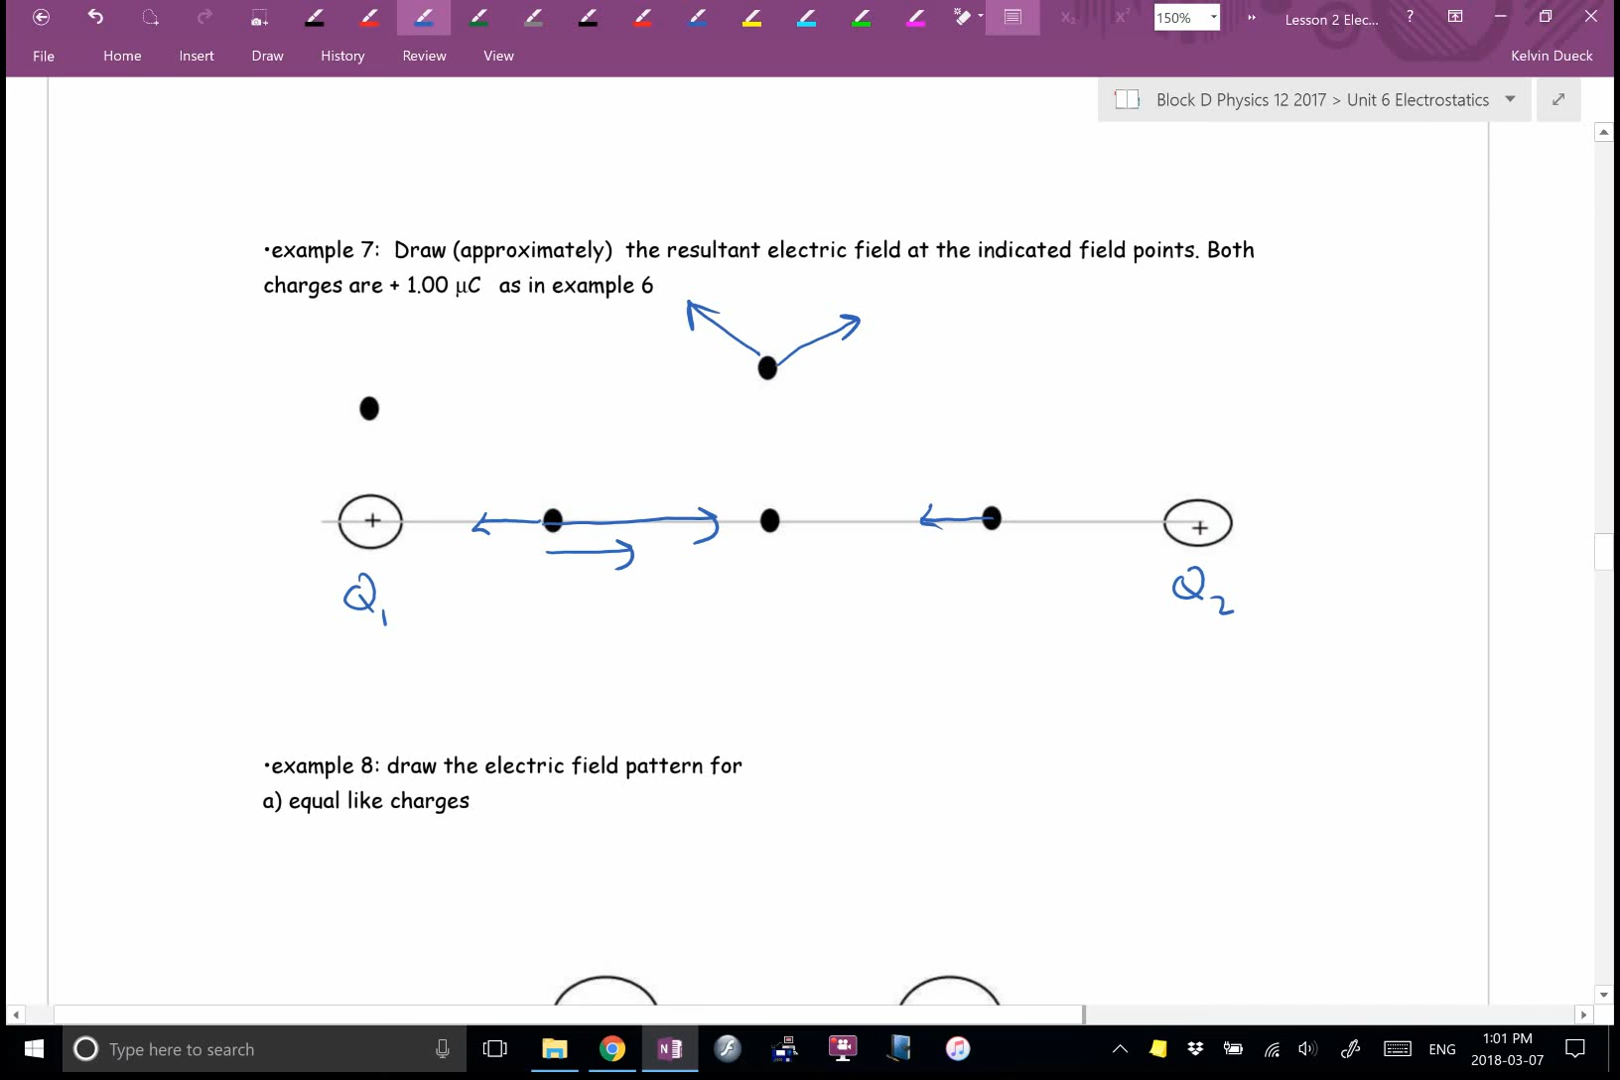 150%
Lesson 2 Elec...
?
File
Home
Insert
Draw
History
Review
View
Kelvin Dueck
Block D Physics 12 2017 > Unit 6 Electrostatics
•example 7: Draw (approximately) the resultant electric field at the indicated field points. Both
charges are + 1.00 μC as in example 6
+
+
Q1
Q2
•example 8: draw the electric field pattern for
a) equal like charges
Type here to search
ENG
1:01 PM
2018-03-07